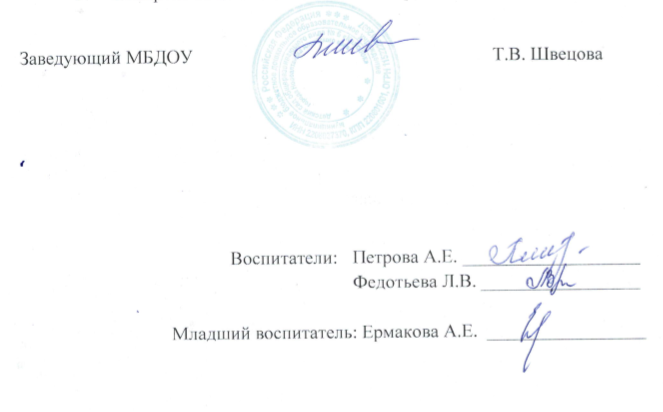 Заведующий МБДОУ Т.В. Швецова
Воспитатели: Петрова А.Е.
Федотьева Л.В.
Младший воспитатель: Ермакова А.Е.